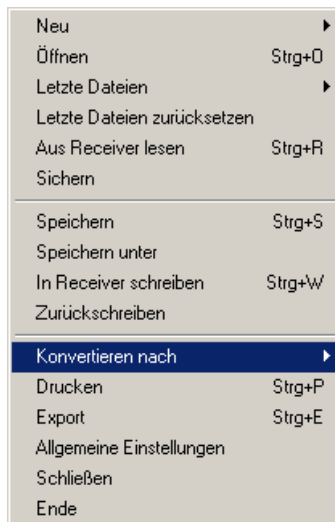 Neu
Öffnen Strg+O
Letzte Dateien
Letzte Dateien zurücksetzen
Aus Receiver lesen Strg+R
Sichern
Speichern Strg+S
Speichern unter
In Receiver schreiben Strg+W
Zurückschreiben
Konvertieren nach
Drucken Strg+P
Export Strg+E
Allgemeine Einstellungen
Schließen
Ende